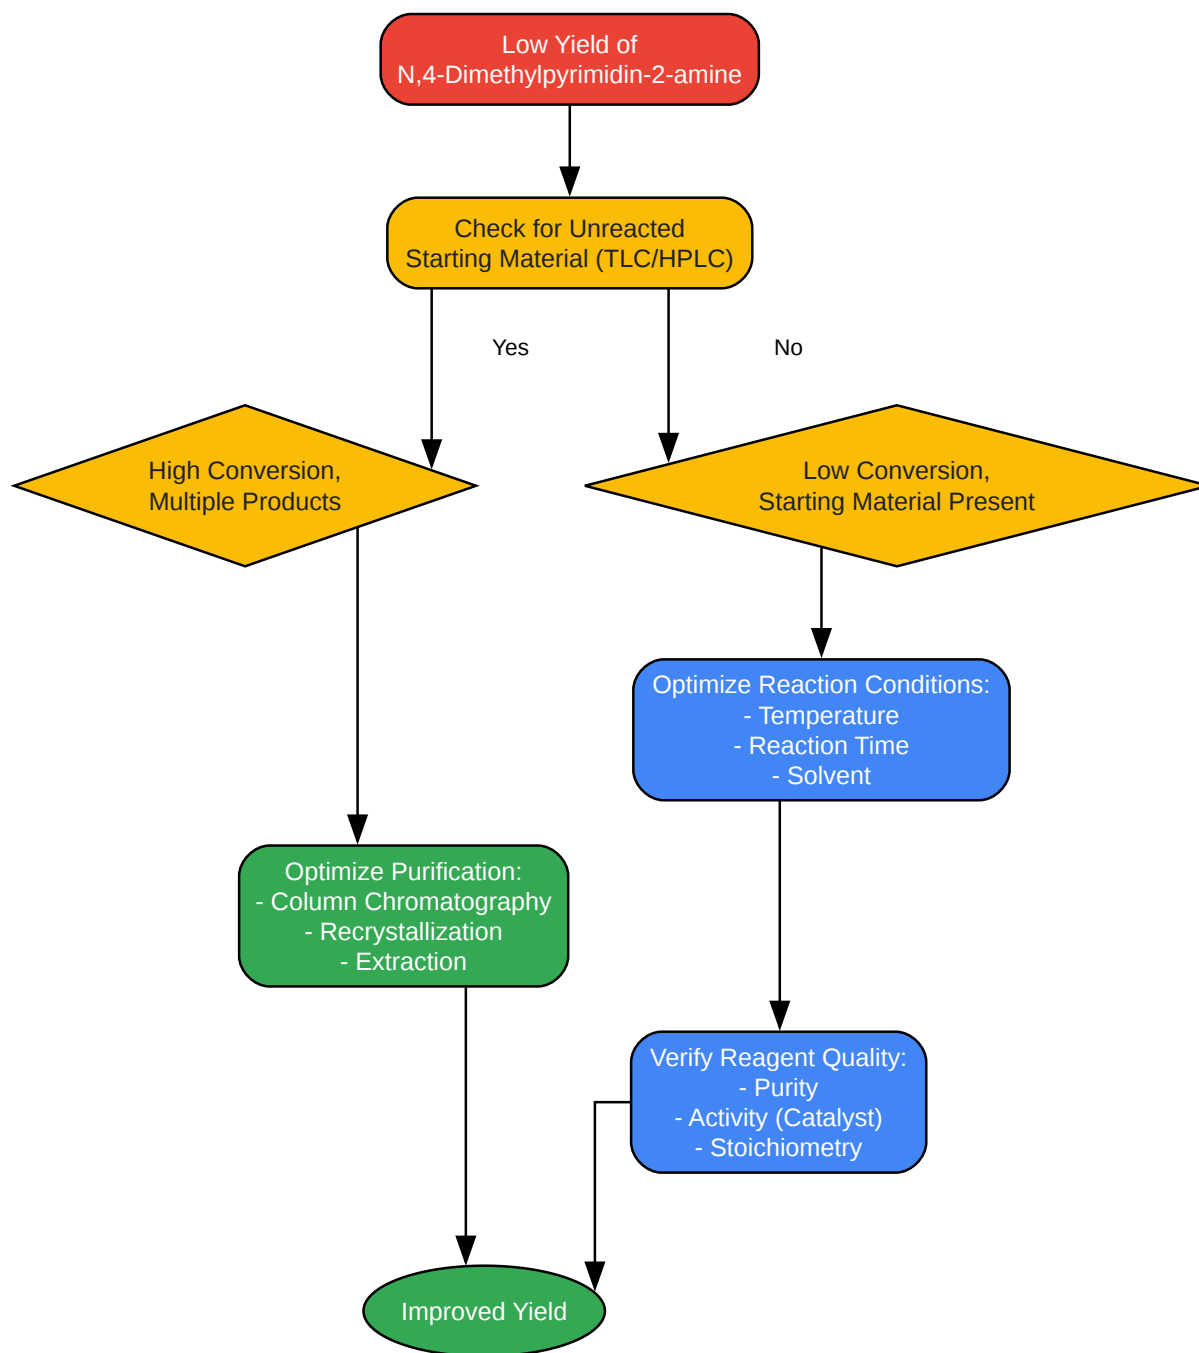 Low Yield of
N,4-Dimethylpyrimidin-2-amine
Check for Unreacted
Starting Material (TLC/HPLC)
Yes
No
High Conversion,
Multiple Products
Low Conversion,
Starting Material Present
Optimize Reaction Conditions:
- Temperature
- Reaction Time
- Solvent
Optimize Purification:
- Column Chromatography
- Recrystallization
- Extraction
Verify Reagent Quality:
- Purity
- Activity (Catalyst)
- Stoichiometry
Improved Yield